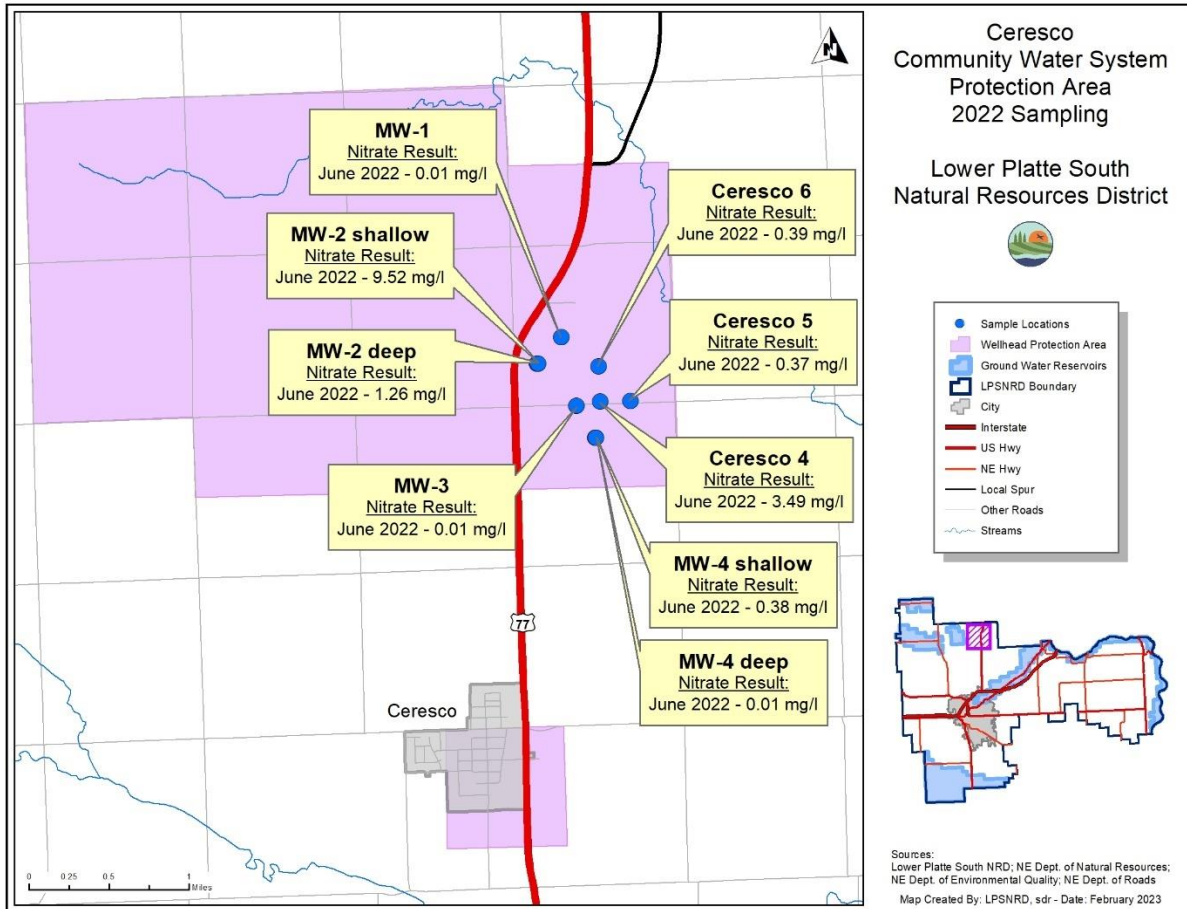 Ceresco
Community Water System
Protection Area
2022 Sampling
Lower Platte South
Natural Resources District
N
MW-1
Nitrate Result:
June 2022 - 0.01 mg/l
MW-2 shallow
Nitrate Result:
June 2022 - 9.52 mg/l
MW-2 deep
Nitrate Result:
June 2022 - 1.26 mg/l
MW-3
Nitrate Result:
June 2022 - 0.01 mg/l
Ceresco 6
Nitrate Result:
June 2022 - 0.39 mg/l
Ceresco 5
Nitrate Result:
June 2022 - 0.37 mg/l
Ceresco 4
Nitrate Result:
June 2022 - 3.49 mg/l
MW-4 shallow
Nitrate Result:
June 2022 - 0.38 mg/l
MW-4 deep
Nitrate Result:
June 2022 - 0.01 mg/l
77
Ceresco
0 0.25 0.5 1
Miles
Sample Locations
Wellhead Protection Area
Ground Water Reservoirs
LPSNRD Boundary
City
Interstate
US Hwy
NE Hwy
Local Spur
Other Roads
Streams
Sources:
Lower Platte South NRD; NE Dept. of Natural Resources;
NE Dept. of Environmental Quality; NE Dept. of Roads
Map Created By: LPSNRD, sdr - Date: February 2023